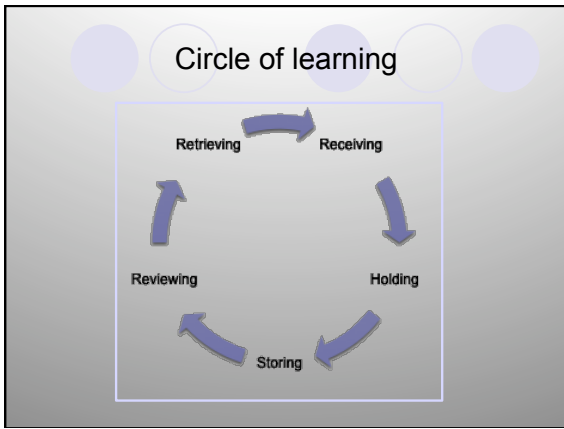 Circle of learning
Retrieving
Receiving
Reviewing
Holding
Storing